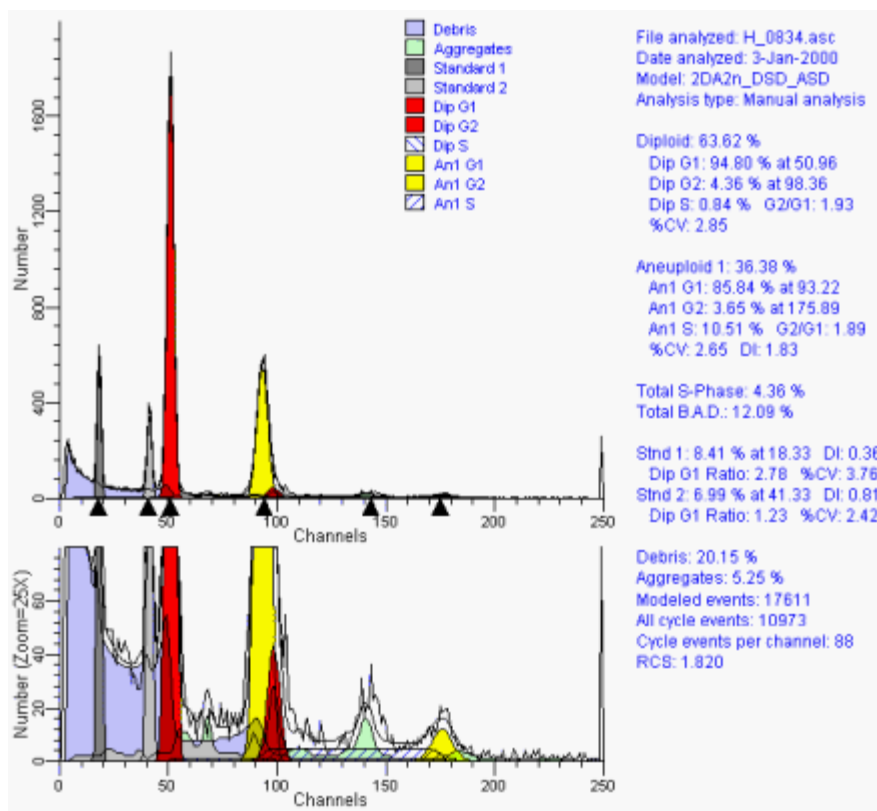 Debris
Aggregates
Standard 1
Standard 2
Dip G1
Dip G2
Dip S
An1 G1
An1 G2
An1 S
Number
1600
1200
800
400
0
0
50
100
150
200
250
Channels
Number (Zoom=25X)
60
40
20
0
0
50
100
150
200
250
Channels
File analyzed: H_0834.asc
Date analyzed: 3-Jan-2000
Model: 2DA2n_DSD_ASD
Analysis type: Manual analysis
Diploid: 63.62 %
Dip G1: 94.80 % at 50.96
Dip G2: 4.36 % at 98.36
Dip S: 0.84 % G2/G1: 1.93
%CV: 2.85
Aneuploid 1: 36.38 %
An1 G1: 85.84 % at 93.22
An1 G2: 3.65 % at 175.89
An1 S: 10.51 % G2/G1: 1.89
%CV: 2.65 DI: 1.83
Total S-Phase: 4.36 %
Total B.A.D.: 12.09 %
Stnd 1: 8.41 % at 18.33 DI: 0.36
Dip G1 Ratio: 2.78 %CV: 3.76
Stnd 2: 6.99 % at 41.33 DI: 0.81
Dip G1 Ratio: 1.23 %CV: 2.42
Debris: 20.15 %
Aggregates: 5.25 %
Modeled events: 17611
All cycle events: 10973
Cycle events per channel: 88
RCS: 1.820